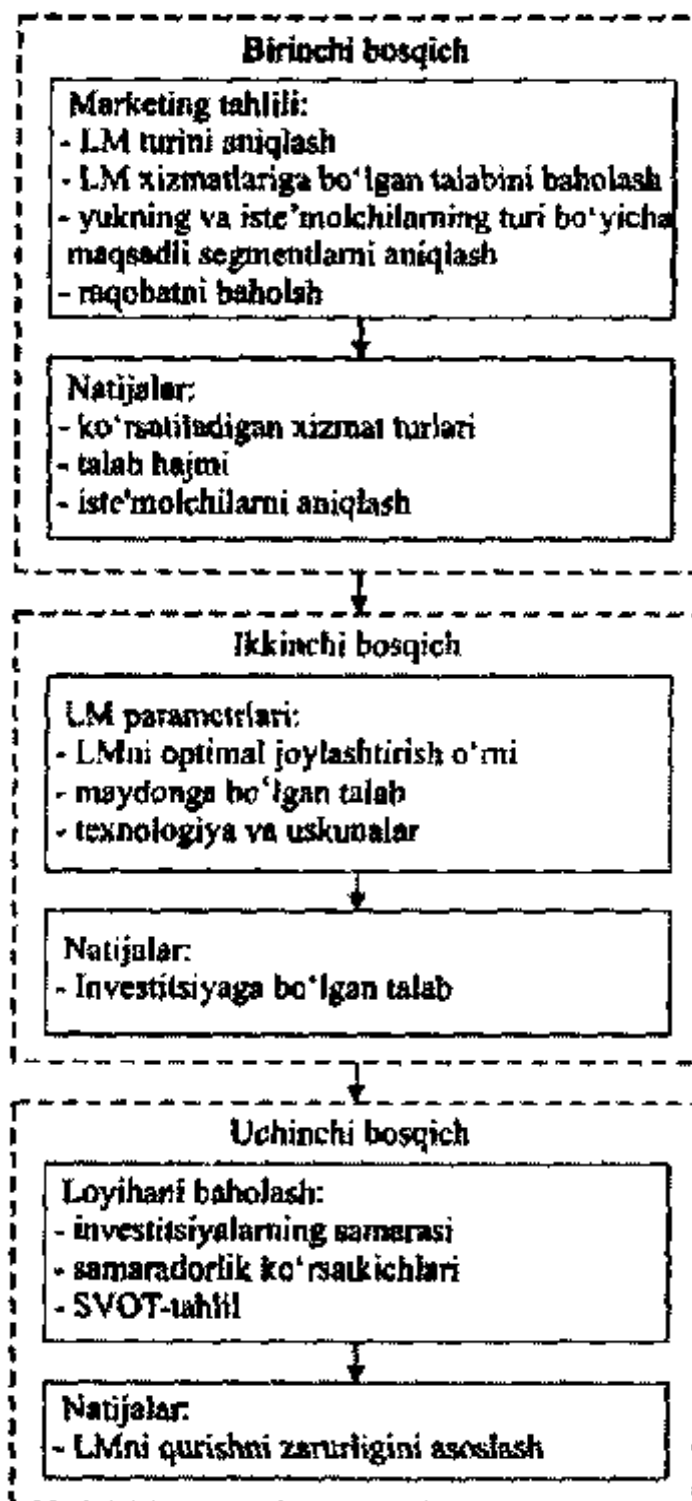 Birinchi bosqich
Marketing tahlili:
- LM turini aniqlash
- LM xizmatlariga bo‘lgan talabini baholash
- yukning va iste’molchilarning turi bo‘yicha
maqsadli segmentlarni aniqlash
- raqobatni baholash
Natijalar:
- ko‘rsatiladigan xizmat turlari
- talab hajmi
- iste'molchilarni aniqlash
Ikkinchi bosqich
LM parametrlari:
- LMni optimal joylashtirish o‘rni
- maydonga bo‘lgan talab
- texnologiya va uskunalar
Natijalar:
- Investitsiyaga bo‘lgan talab
Uchinchi bosqich
Loyihani baholash:
- investitsiyalarning samarasi
- samaradorlik ko‘rsatkichlari
- SVOT-tahlil
Natijalar:
- LMni qurishni zarurligini asoslash